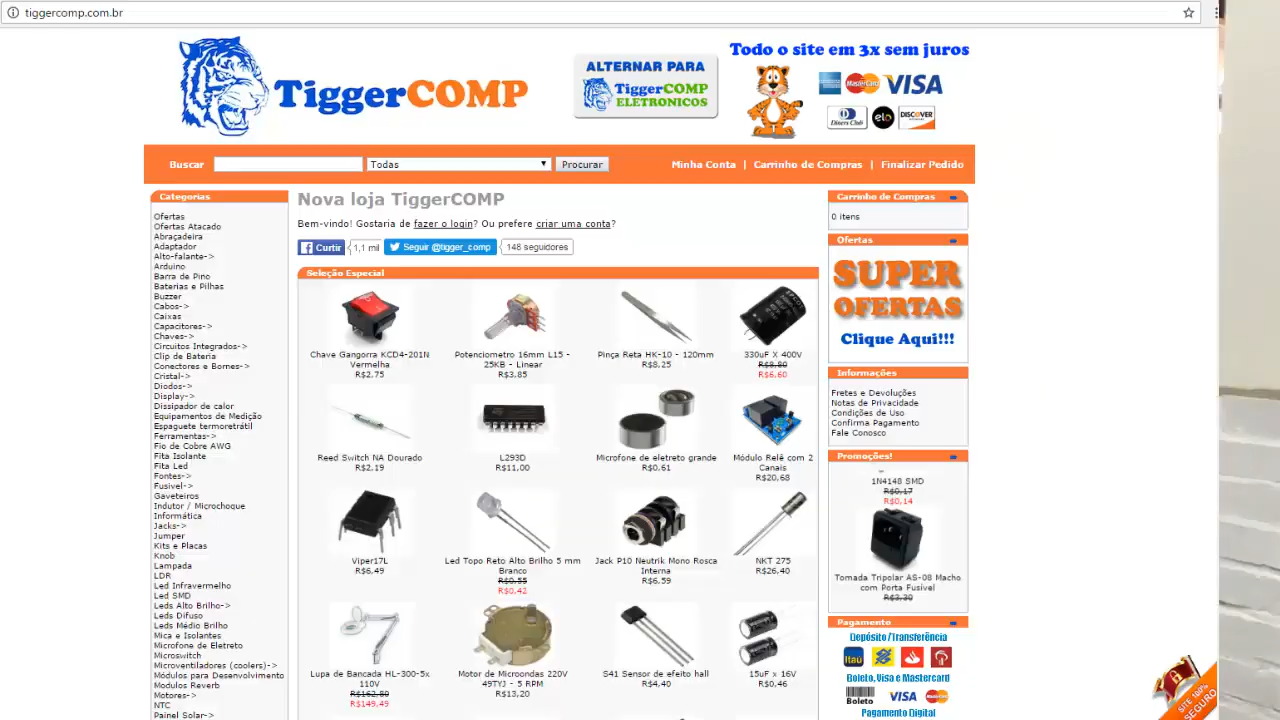 tiggercomp.com.br
TiggerCOMP
ALTERNAR PARA
TiggerCOMP
ELETRONICOS
Todo o site em 3x sem juros
MasterCard
VISA
Diners Club
elo
DISCOVER
Buscar
Todas
Procurar
Minha Conta | Carrinho de Compras | Finalizar Pedido
Categorias
Ofertas
Ofertas Atacado
Abraçadeira
Adaptador
Alto-falante->
Arduino
Barra de Pino
Baterias e Pilhas
Buzzer
Cabos->
Caixas
Capacitores->
Chaves->
Circuitos Integrados->
Clip de Bateria
Conectores e Bornes->
Cristal->
Diodos->
Display->
Dissipador de calor
Equipamentos de Medição
Espaguete termoretrátil
Ferramentas->
Fio de Cobre AWG
Fita Isolante
Fita Led
Fontes->
Fusivel->
Gaveteiros
Indutor / Microchoque
Informática
Jacks->
Jumper
Kits e Placas
Knob
Lampada
LDR
Led Infravermelho
Led SMD
Leds Alto Brilho->
Leds Difuso
Leds Médio Brilho
Mica e Isolantes
Microfone de Eletreto
Microswitch
Microventiladores (coolers)->
Módulos para Desenvolvimento
Modulos Reverb
Motores->
NTC
Painel Solar->
Nova loja TiggerCOMP
Bem-vindo! Gostaria de fazer o login? Ou prefere criar uma conta?
Curtir
1,1 mil
Seguir @tigger_comp
148 seguidores
Seleção Especial
Chave Gangorra KCD4-201N
Vermelha
R$2,75
Potenciometro 16mm L15 -
25KB - Linear
R$3,85
Pinça Reta HK-10 - 120mm
R$8,25
330uF X 400V
R$8,80
R$6,60
Reed Switch NA Dourado
R$2,19
L293D
R$11,00
Microfone de eletreto grande
R$0,61
Módulo Relê com 2
Canais
R$20,68
Viper17L
R$6,49
Led Topo Reto Alto Brilho 5 mm
Branco
R$0,55
R$0,42
Jack P10 Neutrik Mono Rosca
Interna
R$6,59
NKT 275
R$26,40
Lupa de Bancada HL-300-5x
110V
R$162,80
R$149,49
Motor de Microondas 220V
49TYJ - 5 RPM
R$13,20
S41 Sensor de efeito hall
R$4,40
15uF x 16V
R$0,46
Carrinho de Compras
0 itens
Ofertas
SUPER
OFERTAS
Clique Aqui!!!
Informações
Fretes e Devoluções
Notas de Privacidade
Condições de Uso
Confirma Pagamento
Fale Conosco
Promoções!
1N4148 SMD
R$0,17
R$0,14
Tomada Tripolar AS-08 Macho
com Porta Fusível
R$3,30
Pagamento
Depósito/Transferência
Itaú
Boleto, Visa e Mastercard
Boleto
VISA
MasterCard
Pagamento Digital
SITE 100%
SEGURO